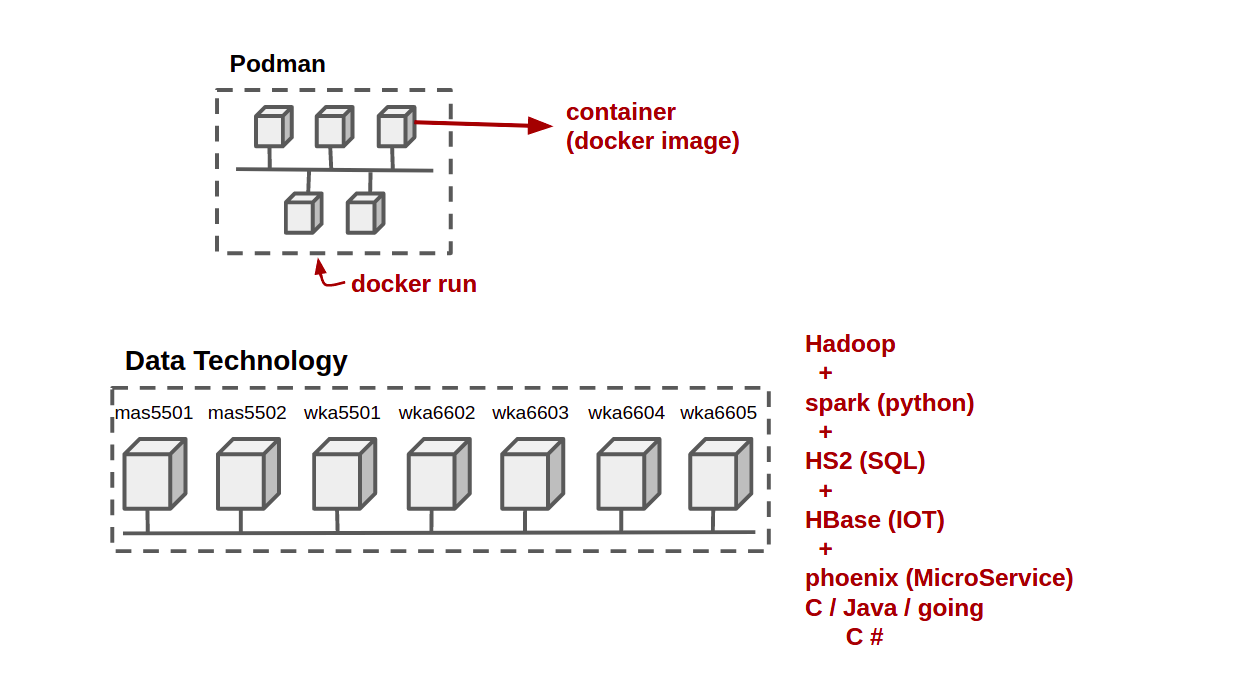 Podman
container
(docker image)
docker run
Data Technology
mas5501 mas5502 wka5501 wka6602 wka6603 wka6604 wka6605
Hadoop
+
spark (python)
+
HS2 (SQL)
+
HBase (IOT)
+
phoenix (MicroService)
C / Java / going
C #